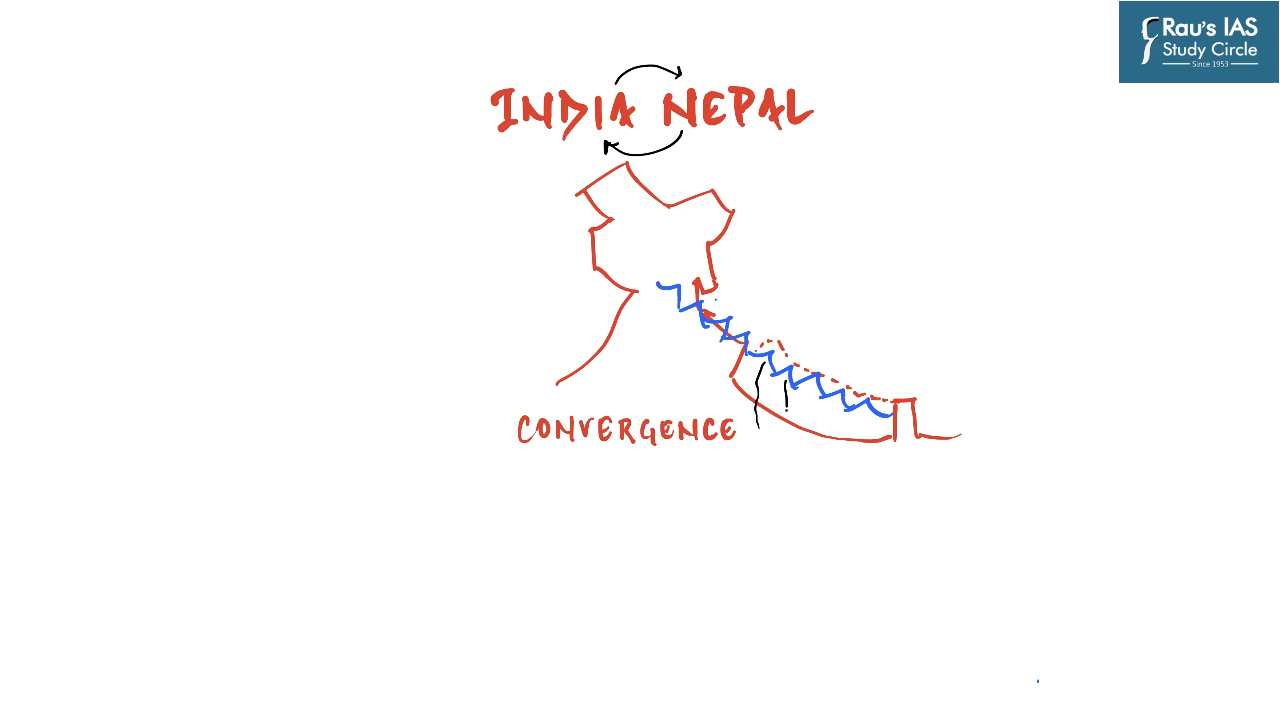 Rau's IAS
Study Circle
Since 1953
INDIA NEPAL
CONVERGENCE